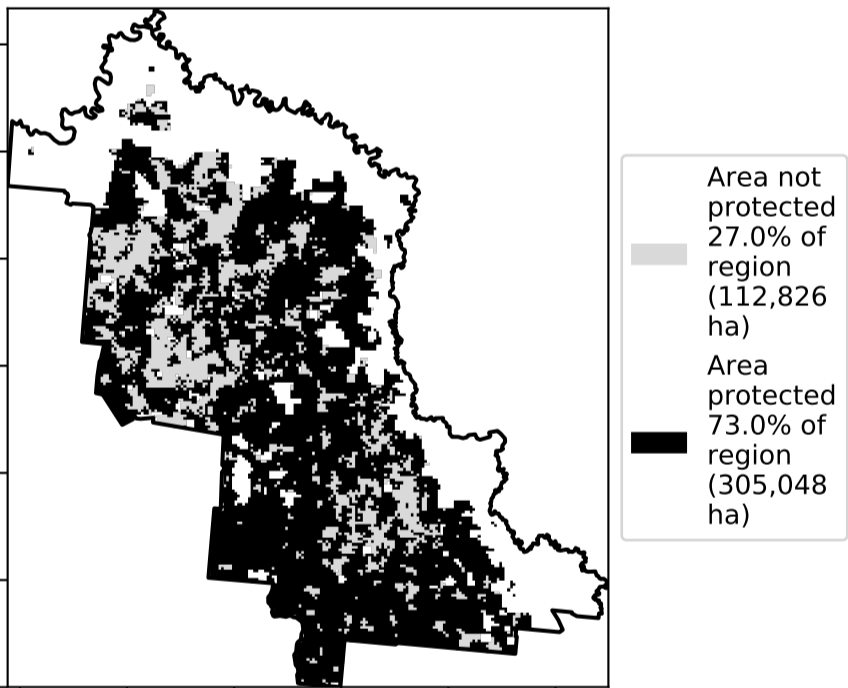 Area not
protected
27.0% of
region
(112,826
ha)
Area
protected
73.0% of
region
(305,048
ha)